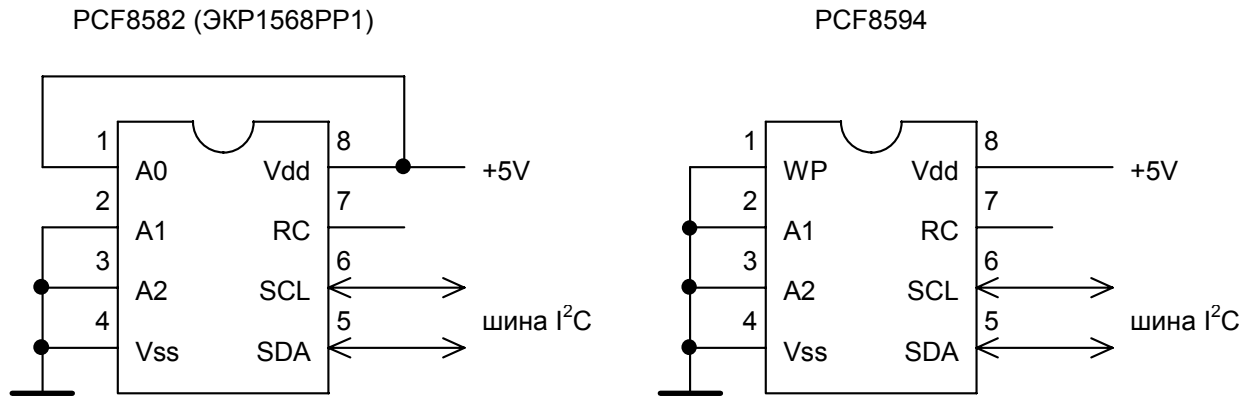 PCF8582 (ЭКР1568РР1)
1 A0 Vdd 8 +5V
2 A1 RC 7
3 A2 SCL 6
шина I²C
4 Vss SDA 5
PCF8594
1 WP Vdd 8 +5V
2 A1 RC 7
3 A2 SCL 6
шина I²C
4 Vss SDA 5